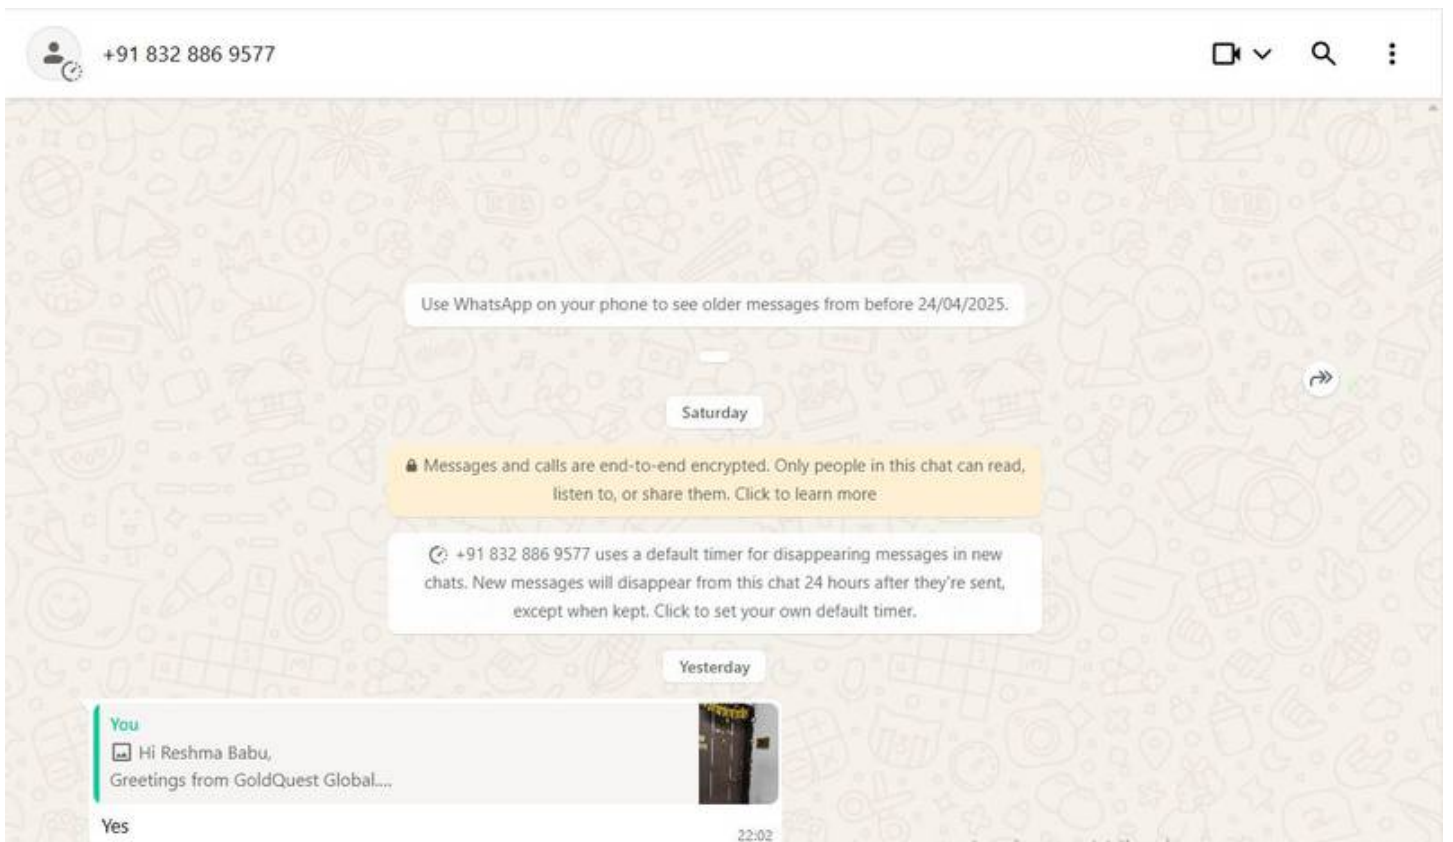 +91 832 886 9577
Use WhatsApp on your phone to see older messages from before 24/04/2025.
Saturday
Messages and calls are end-to-end encrypted. Only people in this chat can read,
listen to, or share them. Click to learn more
+91 832 886 9577 uses a default timer for disappearing messages in new
chats. New messages will disappear from this chat 24 hours after they're sent,
except when kept. Click to set your own default timer.
Yesterday
You
Hi Reshma Babu,
Greetings from GoldQuest Global....
Yes
22:02